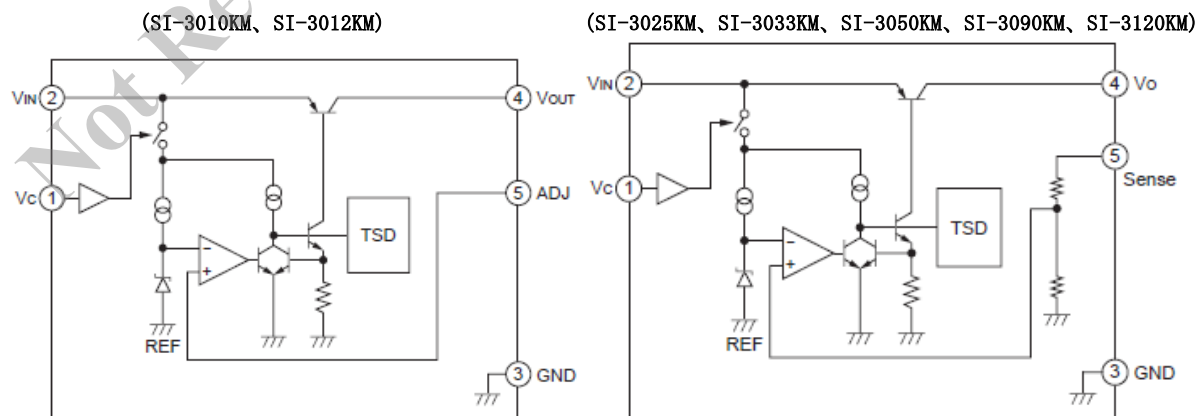 (SI-3010KM、SI-3012KM)
Not Re
VIN 2
4 VOUT
Vc 1
5 ADJ
TSD
-
+
REF
3 GND
(SI-3025KM、SI-3033KM、SI-3050KM、SI-3090KM、SI-3120KM)
VIN 2
4 Vo
5
Sense
Vc 1
TSD
-
+
REF
3 GND